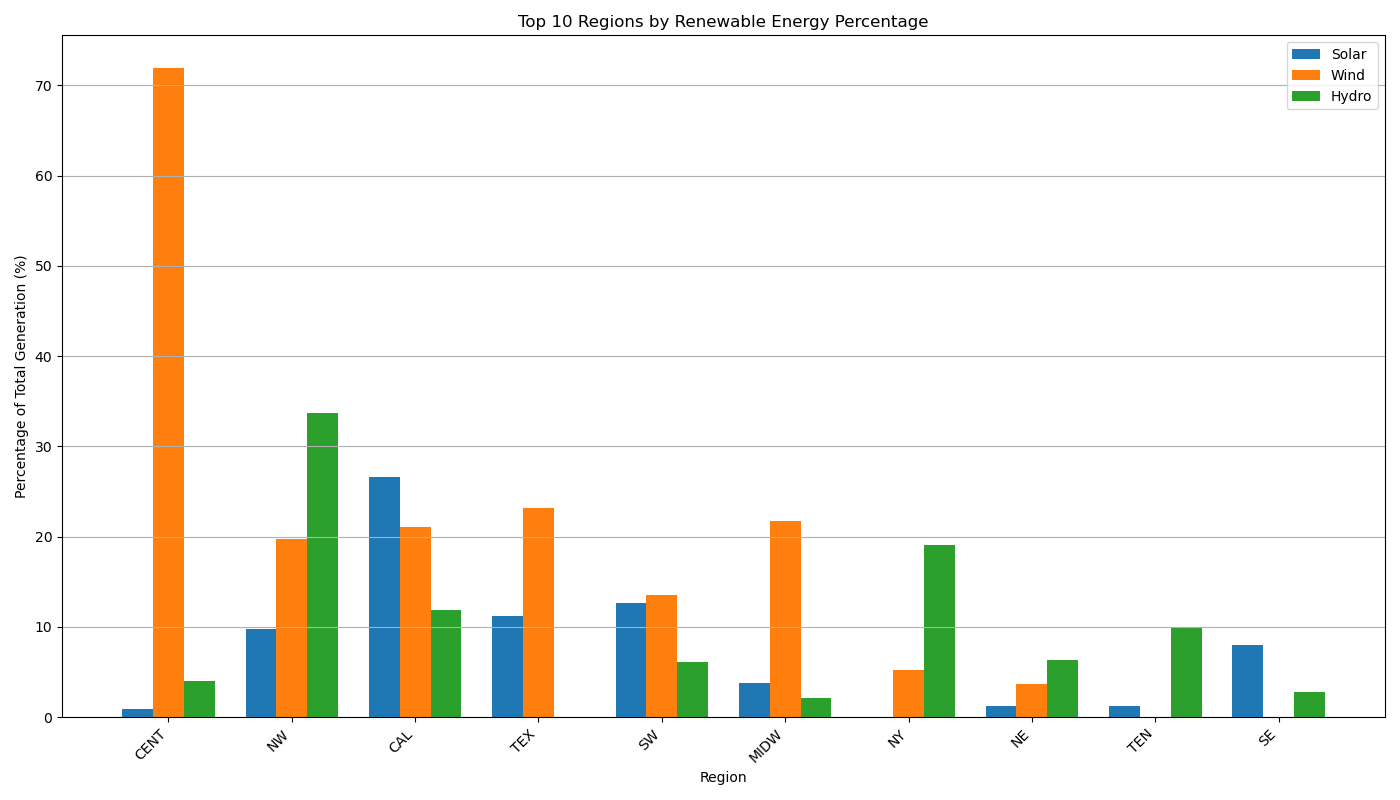 Top 10 Regions by Renewable Energy Percentage
Solar
Wind
Hydro
Percentage of Total Generation (%)
70
60
50
40
30
20
10
0
CENT
NW
CAL
TEX
SW
MIDW
NY
NE
TEN
SE
Region